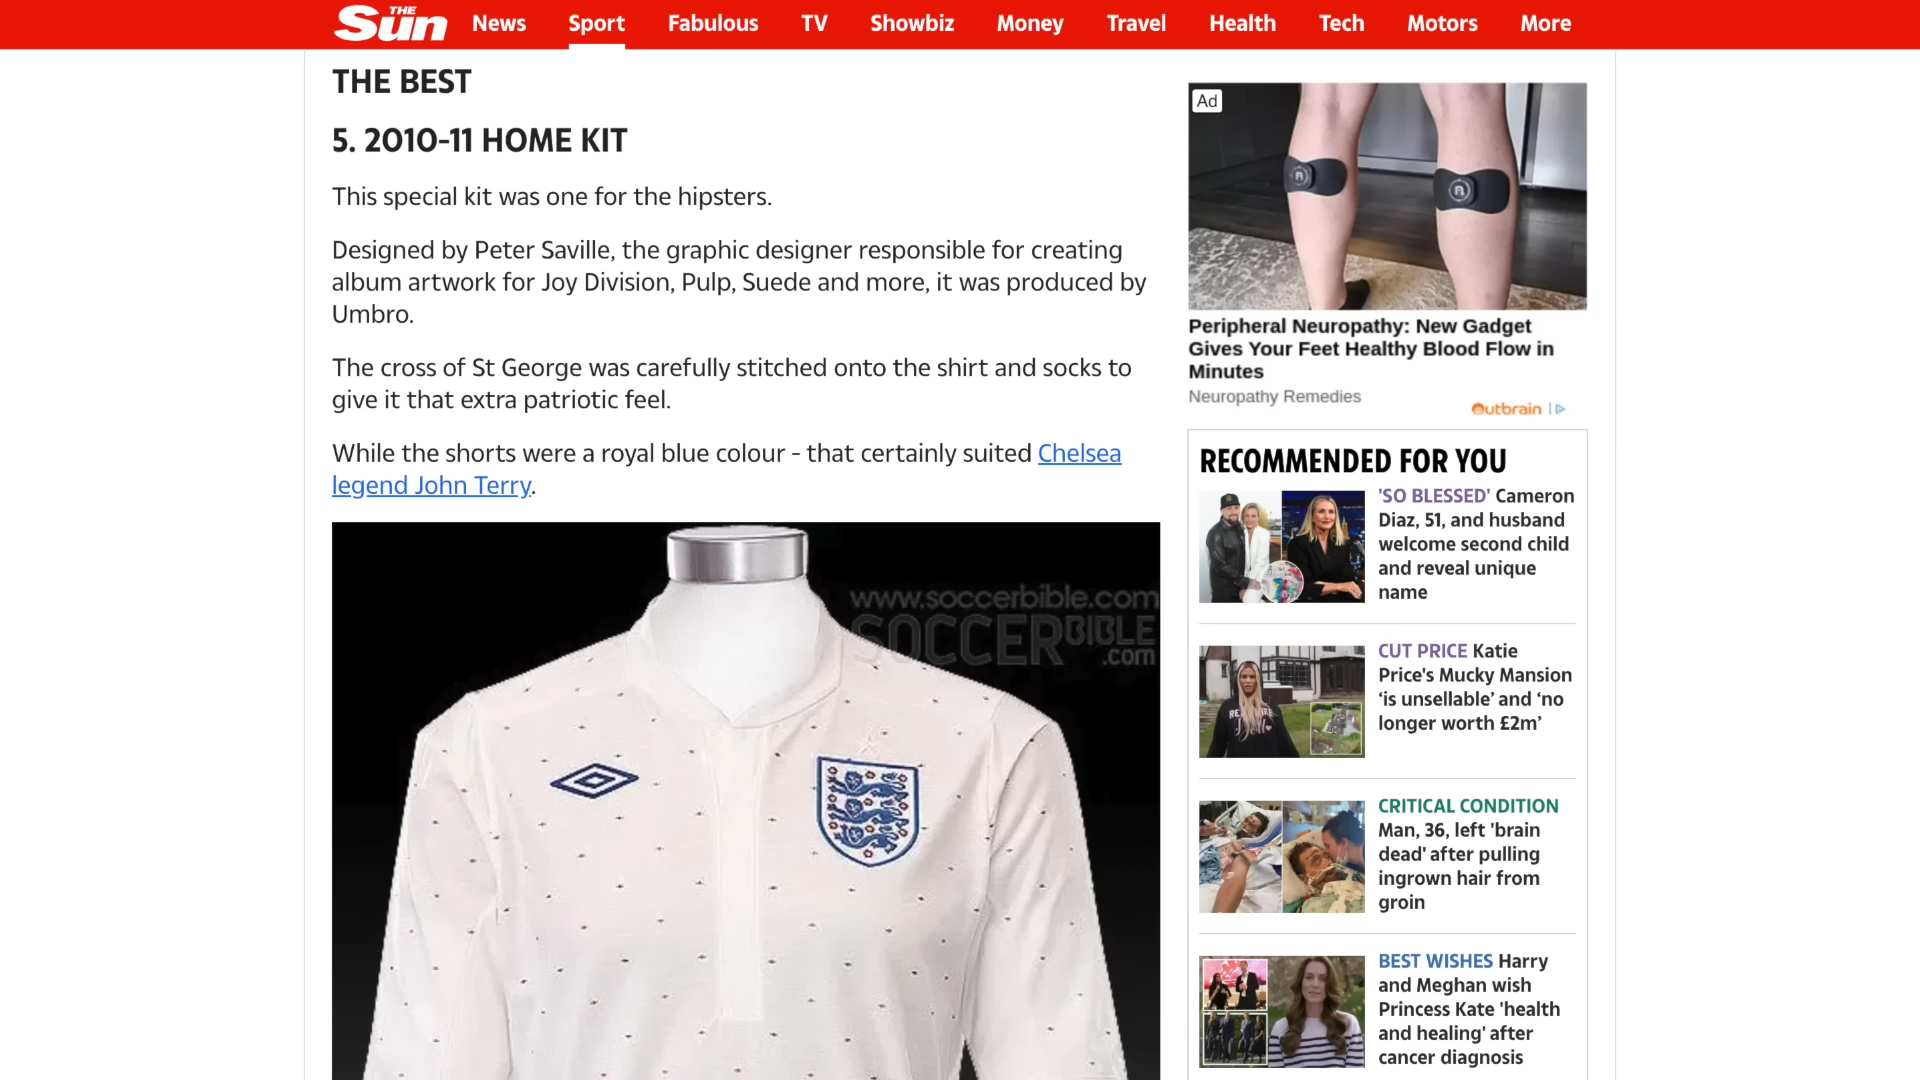 THE
Sun
News
Sport
Fabulous
TV
Showbiz
Money
Travel
Health
Tech
Motors
More
THE BEST
5. 2010-11 HOME KIT
This special kit was one for the hipsters.
Designed by Peter Saville, the graphic designer responsible for creating
album artwork for Joy Division, Pulp, Suede and more, it was produced by
Umbro.
The cross of St George was carefully stitched onto the shirt and socks to
give it that extra patriotic feel.
While the shorts were a royal blue colour - that certainly suited Chelsea
legend John Terry.
www.soccerbible.com
SOCCERBIBLE
.com
Ad
Peripheral Neuropathy: New Gadget
Gives Your Feet Healthy Blood Flow in
Minutes
Neuropathy Remedies
Outbrain
RECOMMENDED FOR YOU
'SO BLESSED' Cameron
Diaz, 51, and husband
welcome second child
and reveal unique
name
CUT PRICE Katie
Price's Mucky Mansion
‘is unsellable’ and ‘no
longer worth £2m’
CRITICAL CONDITION
Man, 36, left 'brain
dead' after pulling
ingrown hair from
groin
BEST WISHES Harry
and Meghan wish
Princess Kate 'health
and healing' after
cancer diagnosis